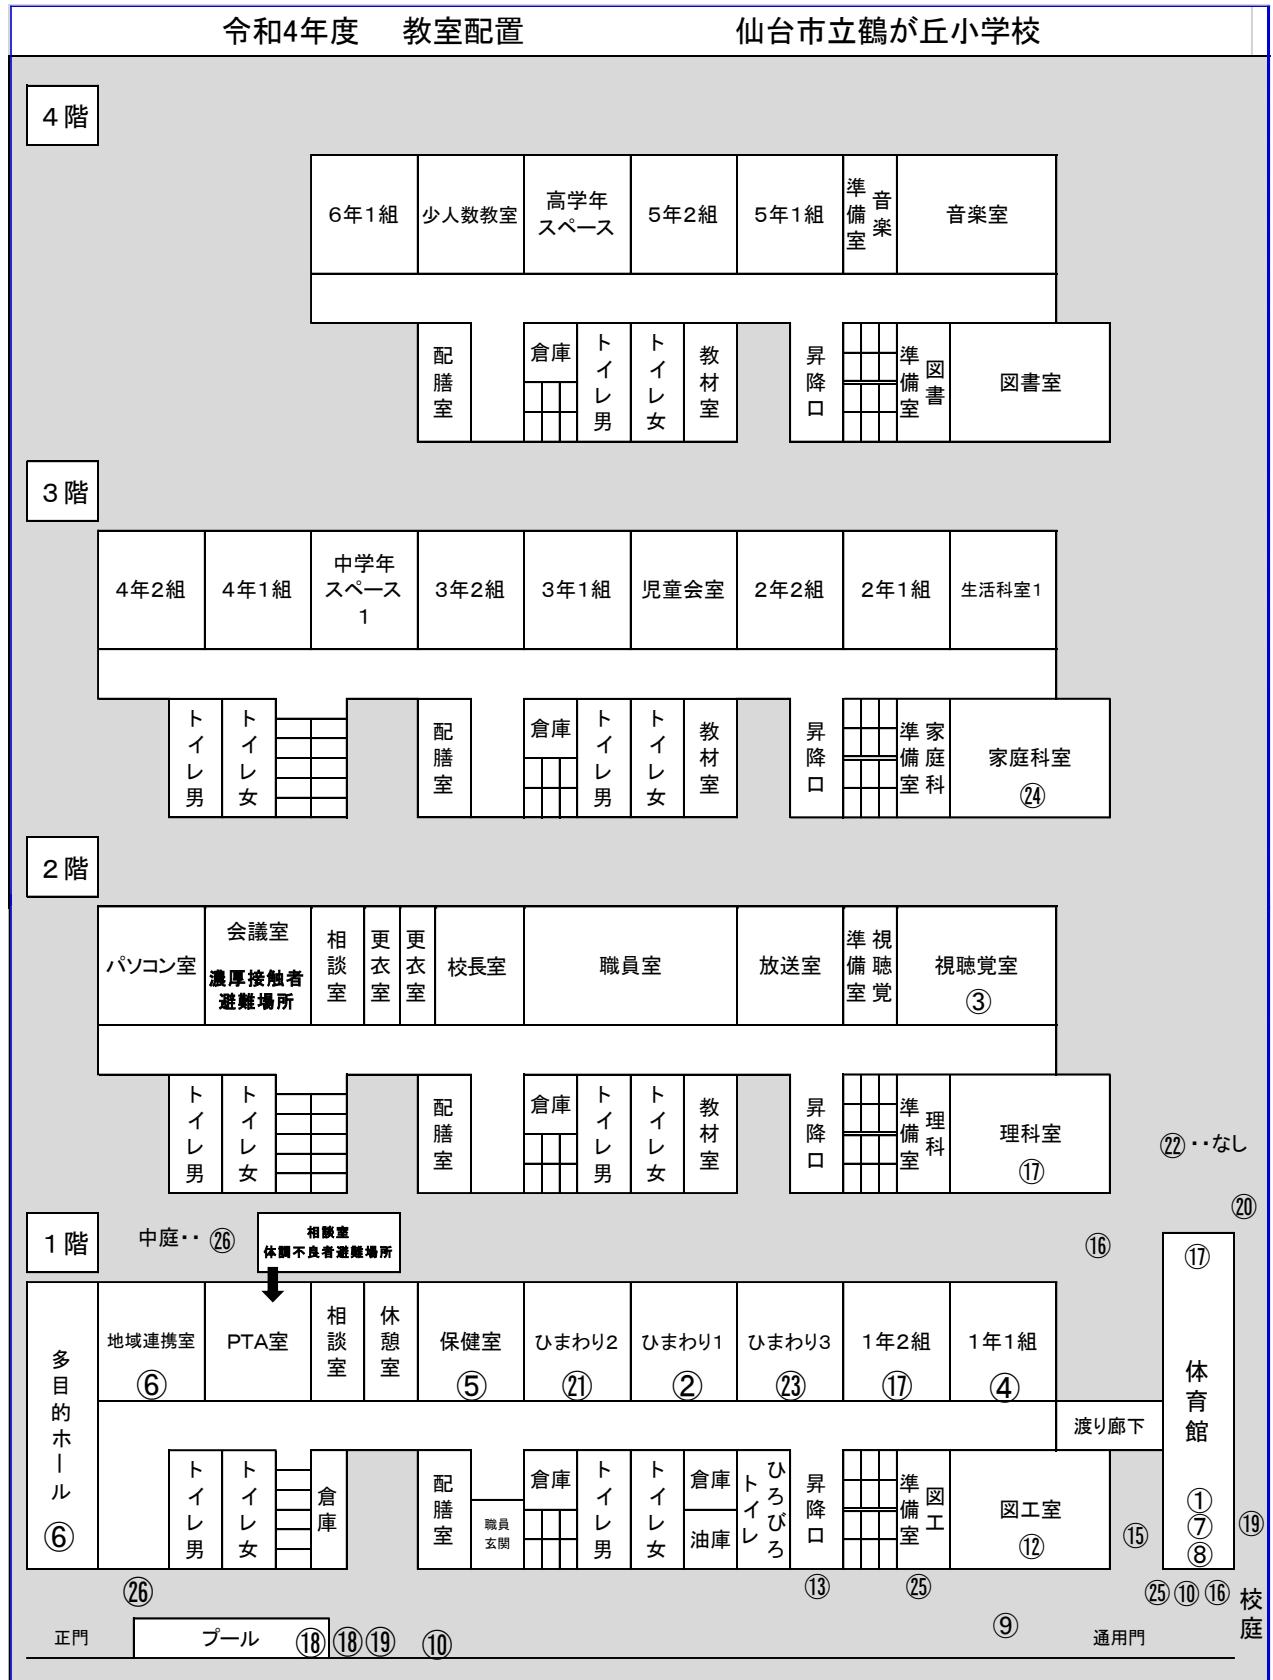 令和4年度　教室配置　仙台市立鶴が丘小学校
4階
6年1組
少人数教室
高学年
スペース
5年2組
5年1組
音楽
準備室
音楽室
配膳室
倉庫
トイレ男
トイレ女
教材室
昇降口
図書
準備室
図書室
3階
4年2組
4年1組
中学年
スペース
1
3年2組
3年1組
児童会室
2年2組
2年1組
生活科室1
トイレ男
トイレ女
配膳室
倉庫
トイレ男
トイレ女
教材室
昇降口
家庭科
準備室
家庭科室
㉔
2階
パソコン室
会議室
濃厚接触者
避難場所
相談室
更衣室
更衣室
校長室
職員室
放送室
視聴覚
準備室
視聴覚室
③
トイレ男
トイレ女
配膳室
倉庫
トイレ男
トイレ女
教材室
昇降口
理科
準備室
理科室
⑰
㉒・・なし
⑳
1階
中庭・・㉖
相談室
体調不良者避難場所
⑯
⑰
多目的ホール
⑥
地域連携室
⑥
PTA室
相談室
休憩室
保健室
⑤
ひまわり2
㉑
ひまわり1
②
ひまわり3
㉓
1年2組
⑰
1年1組
④
渡り廊下
体育館
①
⑦
⑧
トイレ男
トイレ女
倉庫
配膳室
職員
玄関
倉庫
トイレ男
トイレ女
倉庫
油庫
ひろびろ
トイレ
昇降口
図工
準備室
図工室
⑫
⑮
⑲
㉖
⑬
㉕
㉕⑩⑯
校庭
正門
プール
⑱⑱⑲
⑩
⑨
通用門